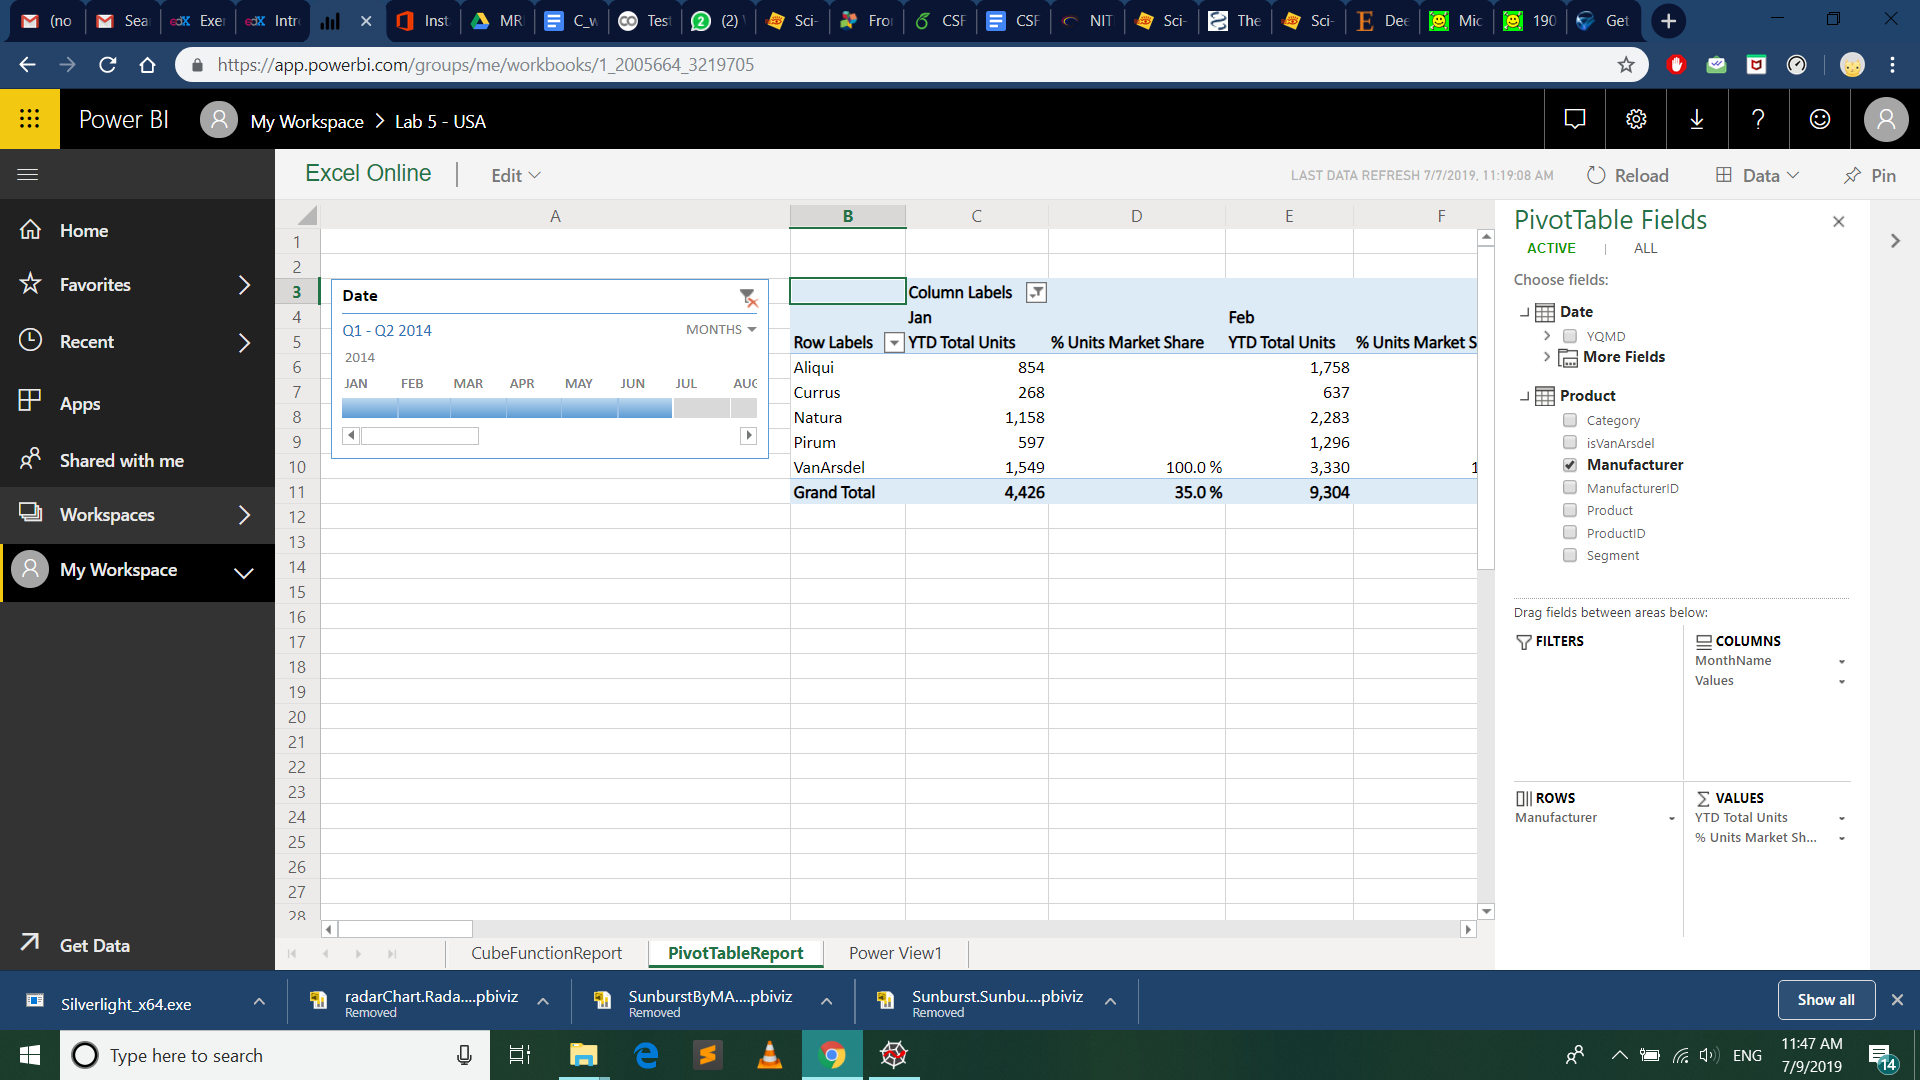 (no
Sea
Exer
Intro
Inst
MR
C_w
Test
(2)
Sci-
Fro
CSF
CSF
NIT
Sci-
The
Sci-
Dee
Mic
190
Get
https://app.powerbi.com/groups/me/workbooks/1_2005664_3219705
Power BI
My Workspace > Lab 5 - USA
Excel Online
Edit
LAST DATA REFRESH 7/7/2019, 11:19:08 AM
Reload
Data
Pin
Home
Favorites
Recent
Apps
Shared with me
Workspaces
My Workspace
Get Data
A B C D E F
1
2
3
4
5
6
7
8
9
10
11
12
13
14
15
16
17
18
19
20
21
22
23
24
25
26
27
28
Date
Q1 - Q2 2014 MONTHS
2014
JAN FEB MAR APR MAY JUN JUL AUG
Column Labels
Jan Feb
Row Labels YTD Total Units % Units Market Share YTD Total Units % Units Market S
Aliqui 854 1,758
Currus 268 637
Natura 1,158 2,283
Pirum 597 1,296
VanArsdel 1,549 100.0 % 3,330 1
Grand Total 4,426 35.0 % 9,304
PivotTable Fields
ACTIVE | ALL
Choose fields:
Date
YQMD
More Fields
Product
Category
isVanArsdel
Manufacturer
ManufacturerID
Product
ProductID
Segment
Drag fields between areas below:
FILTERS
COLUMNS
MonthName
Values
ROWS
Manufacturer
VALUES
YTD Total Units
% Units Market Sh...
CubeFunctionReport PivotTableReport Power View1
Silverlight_x64.exe
radarChart.Rada....pbiviz
Removed
SunburstByMA....pbiviz
Removed
Sunburst.Sunbu....pbiviz
Removed
Show all
Type here to search
ENG
11:47 AM
7/9/2019
14